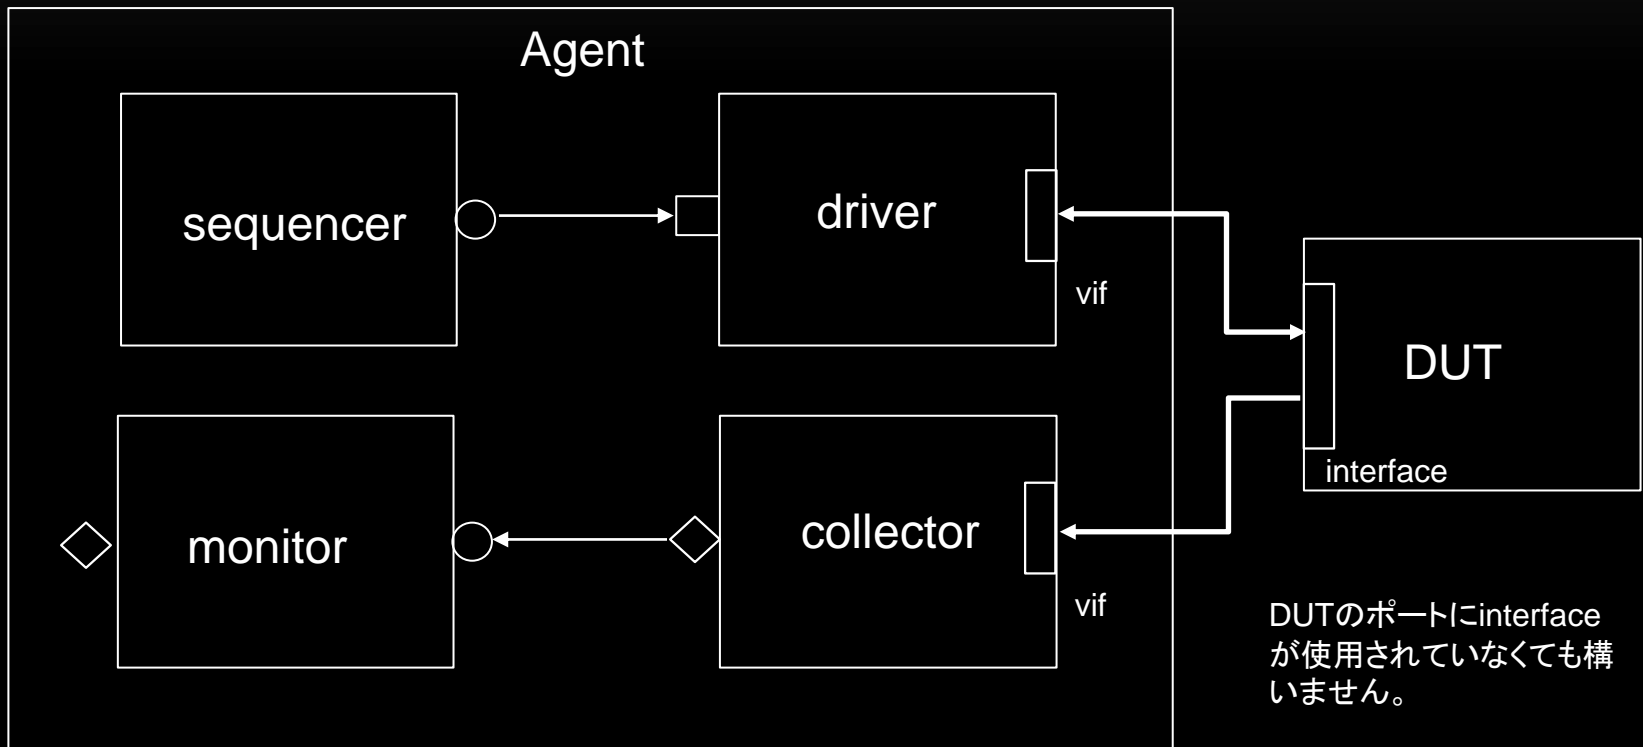 Agent
sequencer
driver
vif
DUT
interface
monitor
collector
vif
DUTのポートにinterface
が使用されていなくても構
いません。